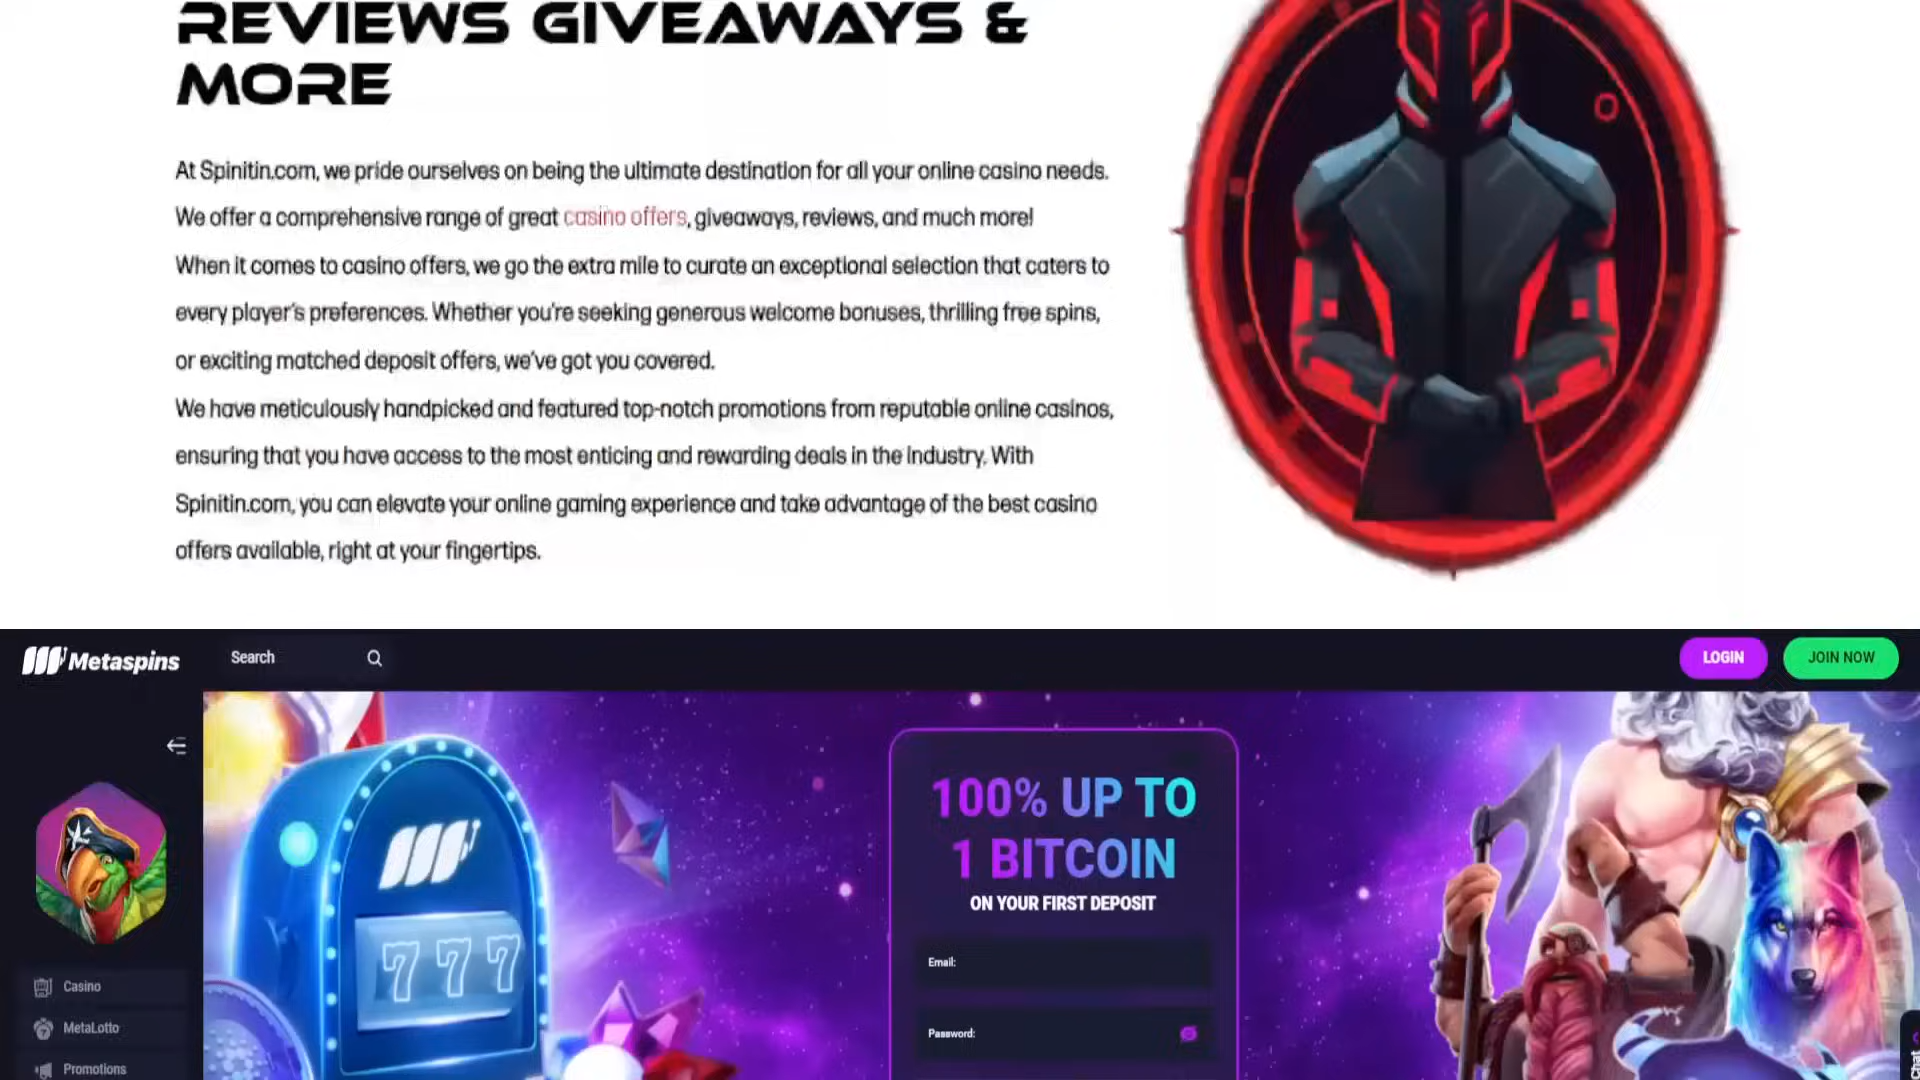 REVIEWS GIVEAWAYS &
MORE
At Spinitin.com, we pride ourselves on being the ultimate destination for all your online casino needs.
We offer a comprehensive range of great casino offers, giveaways, reviews, and much more!
When it comes to casino offers, we go the extra mile to curate an exceptional selection that caters to
every player's preferences. Whether you're seeking generous welcome bonuses, thrilling free spins,
or exciting matched deposit offers, we've got you covered.
We have meticulously handpicked and featured top-notch promotions from reputable online casinos,
ensuring that you have access to the most enticing and rewarding deals in the industry. With
Spinitin.com, you can elevate your online gaming experience and take advantage of the best casino
offers available, right at your fingertips.
Metaspins
Search
LOGIN
JOIN NOW
100% UP TO
1 BITCOIN
ON YOUR FIRST DEPOSIT
777
Email:
Password:
Casino
MetaLotto
Promotions
Chat